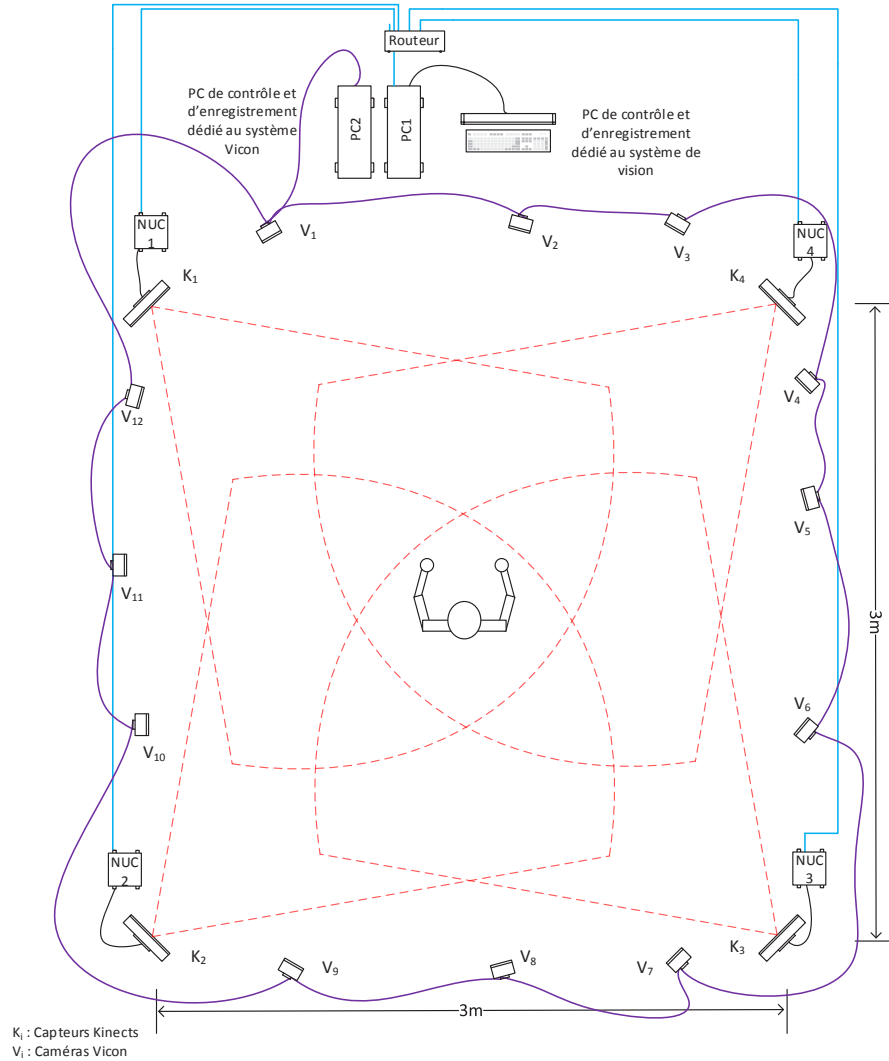 Routeur
PC de contrôle et
d'enregistrement
dédié au système
Vicon
PC2
PC1
PC de contrôle et
d'enregistrement
dédié au système de
vision
NUC
1
V1
V2
V3
NUC
4
K1
K4
V12
V4
V5
V11
3m
V10
V6
NUC
2
NUC
3
K2
K3
V9
V8
V7
3m
Ki : Capteurs Kinects
Vi : Caméras Vicon